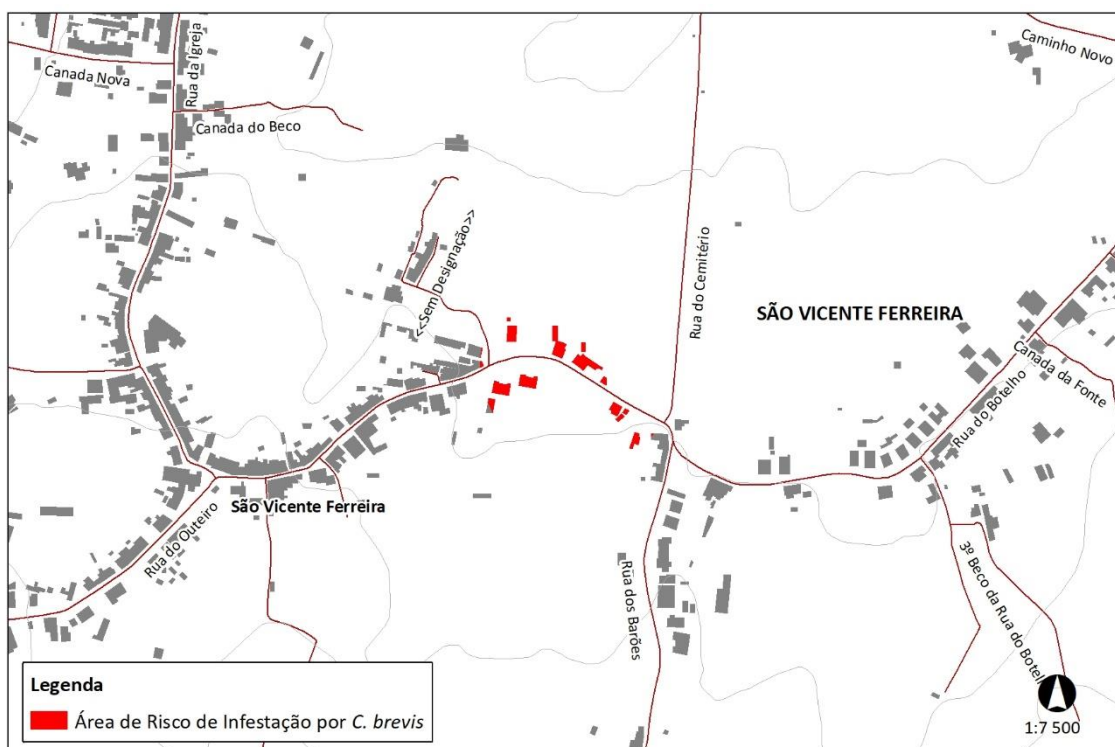 Caminho Novo
Canada Nova
Rua da Igreja
Canada do Beco
<<Sem Designação>>
Rua do Cemitério
SÃO VICENTE FERREIRA
Canada da Fonte
Rua do Botelho
São Vicente Ferreira
Rua do Outeiro
Rua dos Barões
3º Beco da Rua do Botelh
Legenda
Área de Risco de Infestação por C. brevis
1:7 500